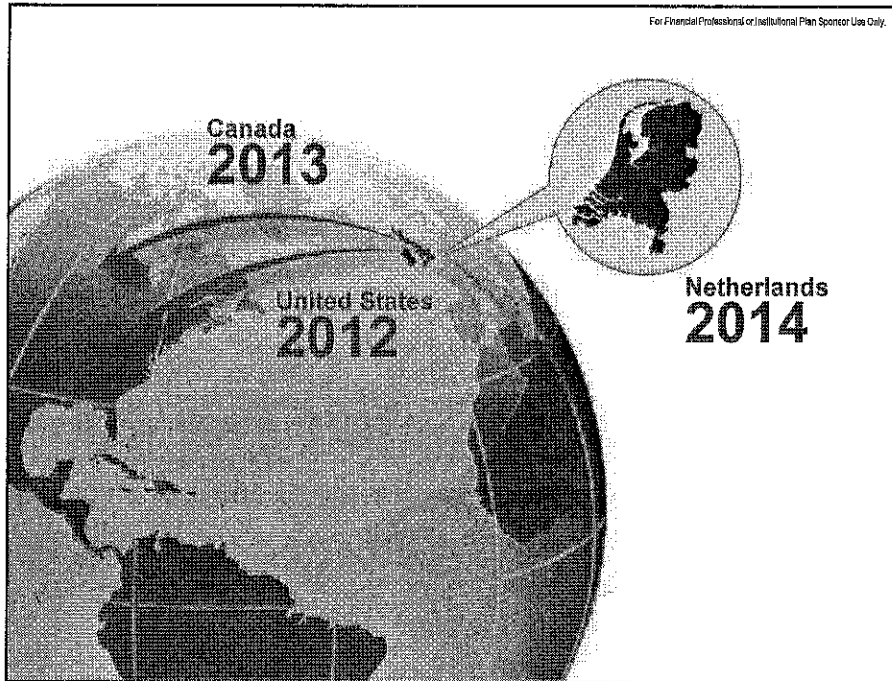 For Financial Professional or Institutional Plan Sponsor Use Only.
Canada
2013
United States
2012
Netherlands
2014